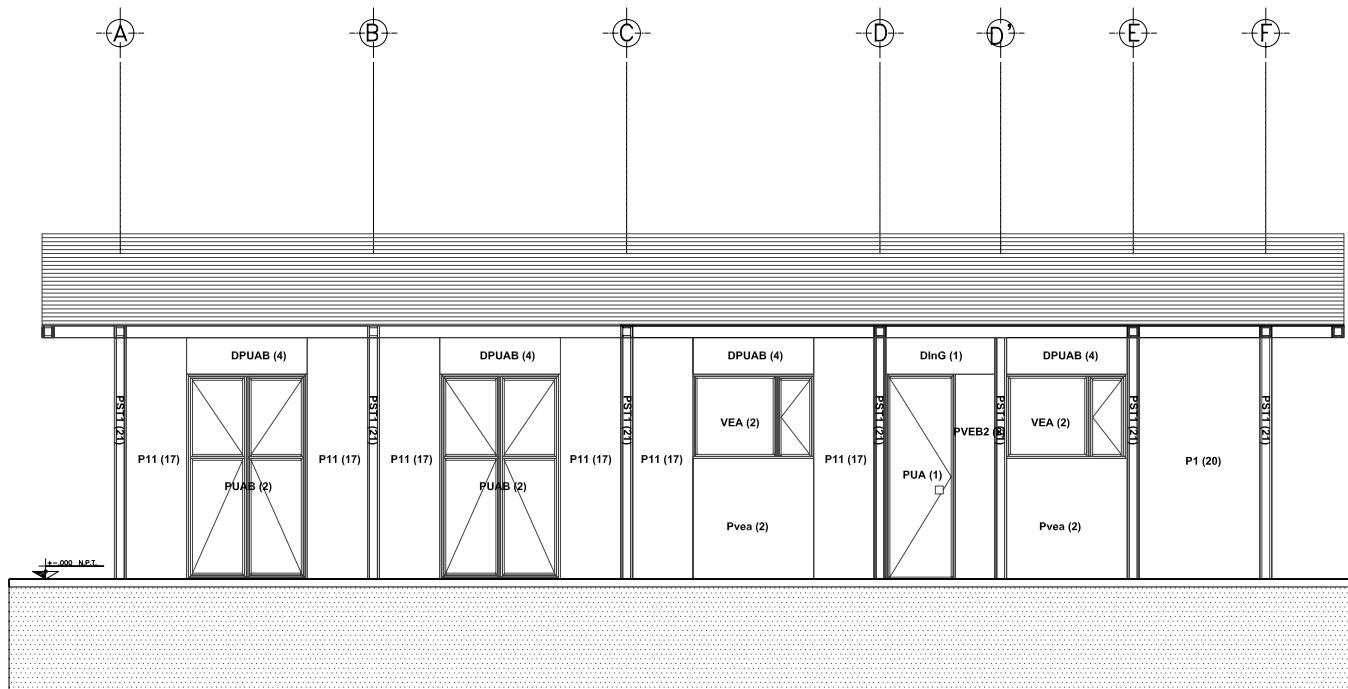 A B C D D' E F
DPUAB (4) DPUAB (4) DPUAB (4) DInG (1) DPUAB (4)
PST1 (21) PST1 (21) PST1 (21) PST1 (21) PST1 PST1 (21) PST1 (21)
VEA (2) VEA (2)
PVEB2
P11 (17) P11 (17) P11 (17) P11 (17) P11 (17) P11 (17) P1 (20)
PUAB (2) PUAB (2) PUA (1)
Pvea (2) Pvea (2)
+-.000 N.P.T.